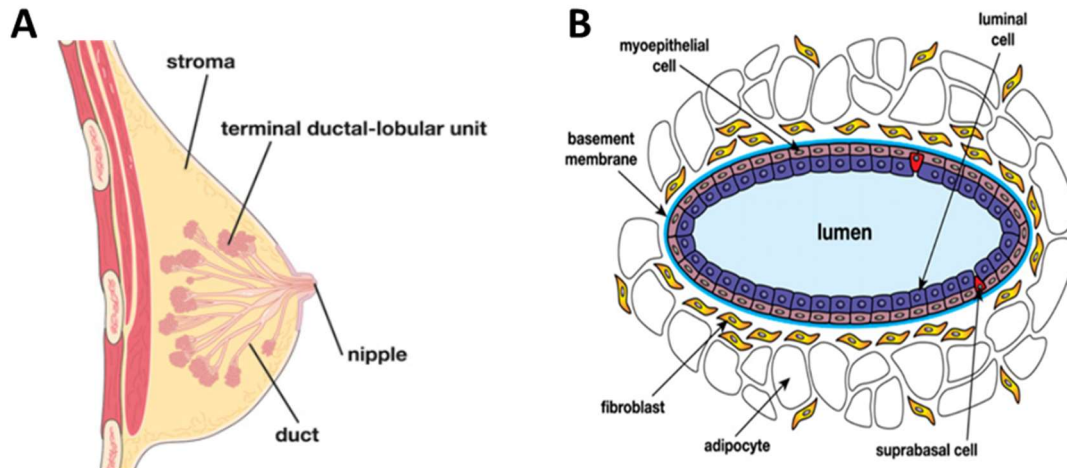 A
stroma
terminal ductal-lobular unit
nipple
duct
B
luminal
cell
myoepithelial
cell
basement
membrane
lumen
fibroblast
adipocyte
suprabasal cell